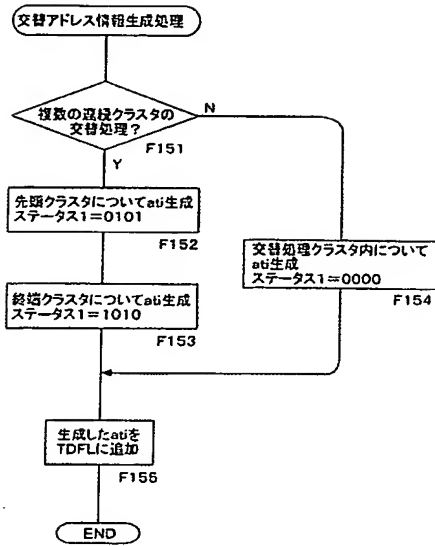 交替アドレス情報生成処理
複数の連続クラスタの
交替処理?
N
F151
Y
先頭クラスタについてati生成
ステータス1=0101
F152
交替処理クラスタ内について
ati生成
ステータス1=0000
F154
終端クラスタについてati生成
ステータス1=1010
F153
生成したatiを
TDFLに追加
F155
END